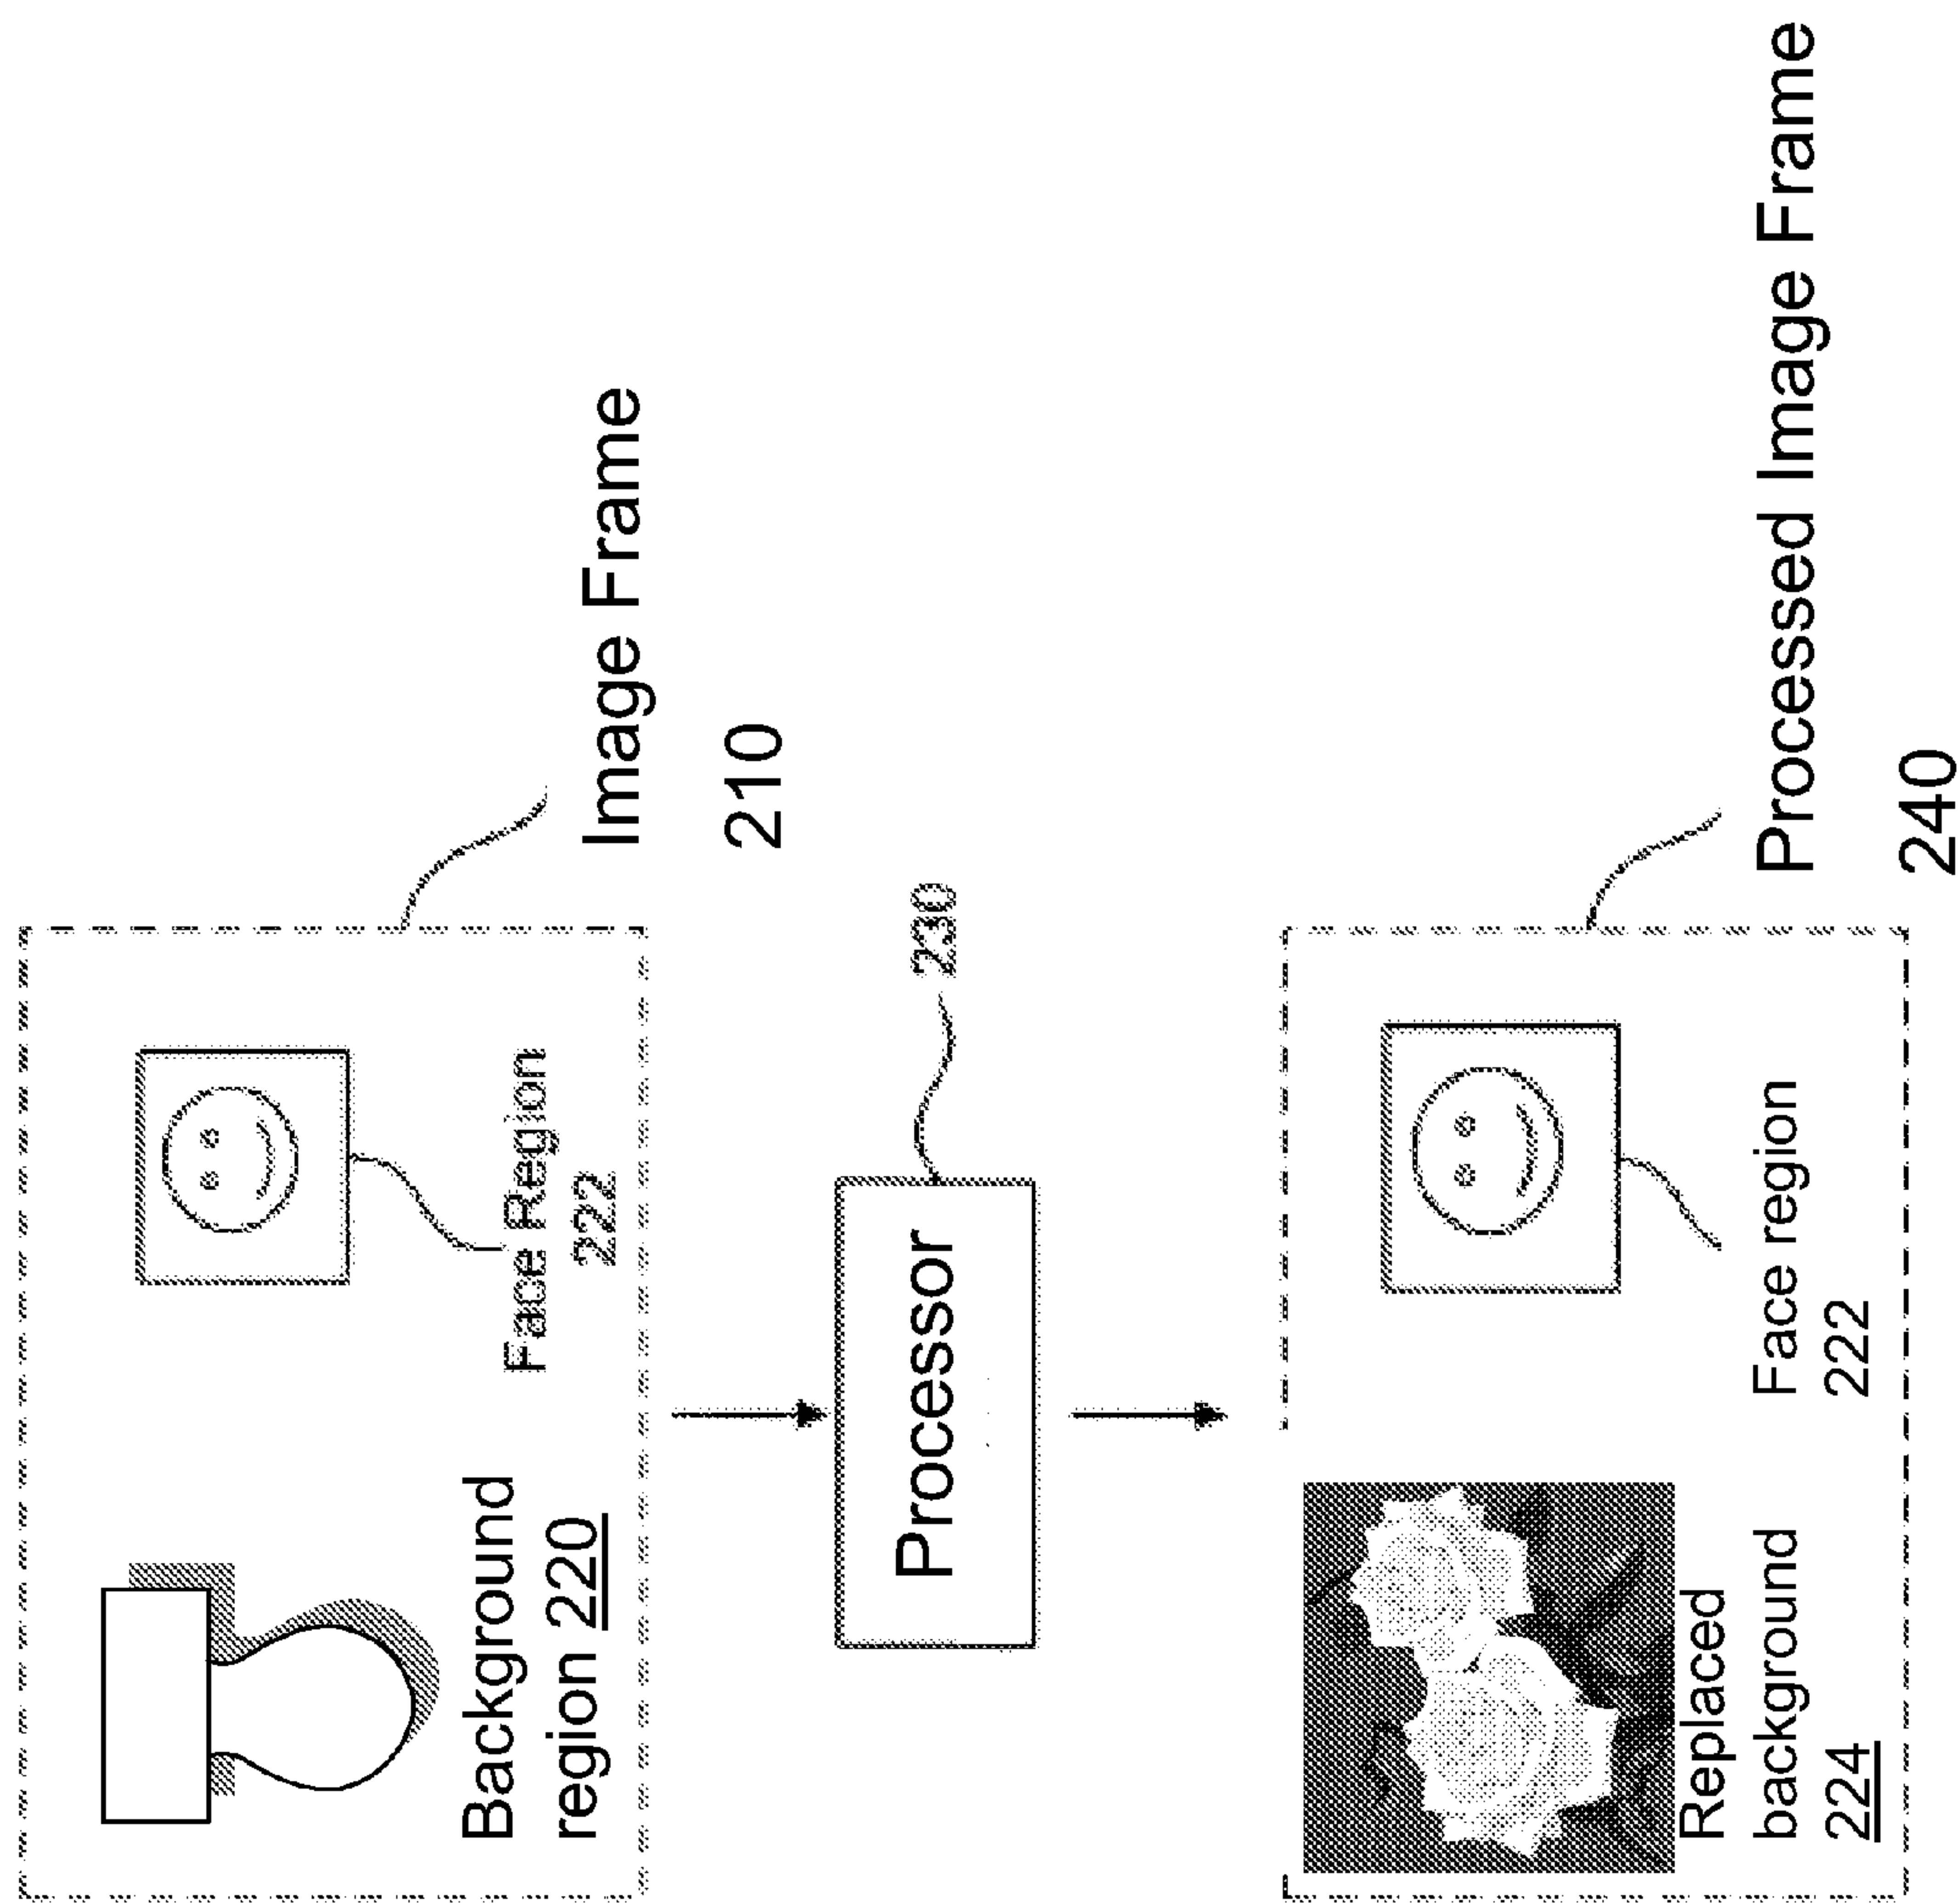 Background
region 220
Face Region
222
Image Frame
210
Processor
230
Replaced
background
224
Face region
222
Processed Image Frame
240